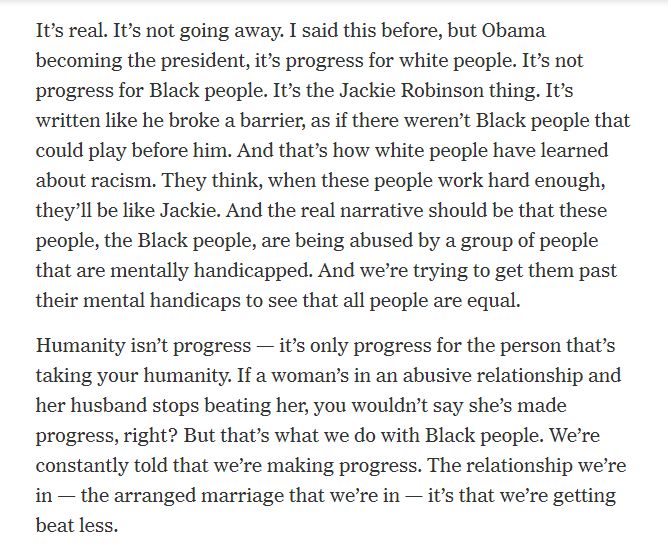 It’s real. It’s not going away. I said this before, but Obama
becoming the president, it’s progress for white people. It’s not
progress for Black people. It’s the Jackie Robinson thing. It’s
written like he broke a barrier, as if there weren’t Black people that
could play before him. And that’s how white people have learned
about racism. They think, when these people work hard enough,
they’ll be like Jackie. And the real narrative should be that these
people, the Black people, are being abused by a group of people
that are mentally handicapped. And we’re trying to get them past
their mental handicaps to see that all people are equal.
Humanity isn’t progress — it’s only progress for the person that’s
taking your humanity. If a woman’s in an abusive relationship and
her husband stops beating her, you wouldn’t say she’s made
progress, right? But that’s what we do with Black people. We’re
constantly told that we’re making progress. The relationship we’re
in — the arranged marriage that we’re in — it’s that we’re getting
beat less.